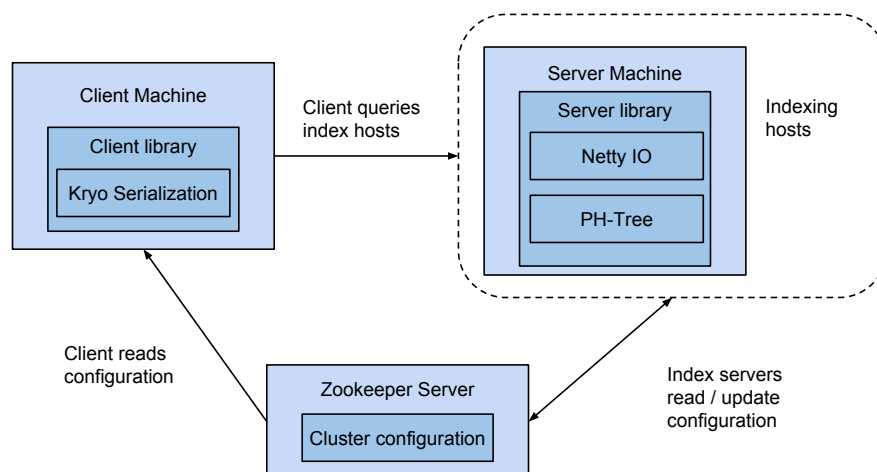 Client Machine
Client library
Kryo Serialization
Client queries
index hosts
Server Machine
Server library
Netty IO
PH-Tree
Indexing
hosts
Client reads
configuration
Zookeeper Server
Cluster configuration
Index servers
read / update
configuration